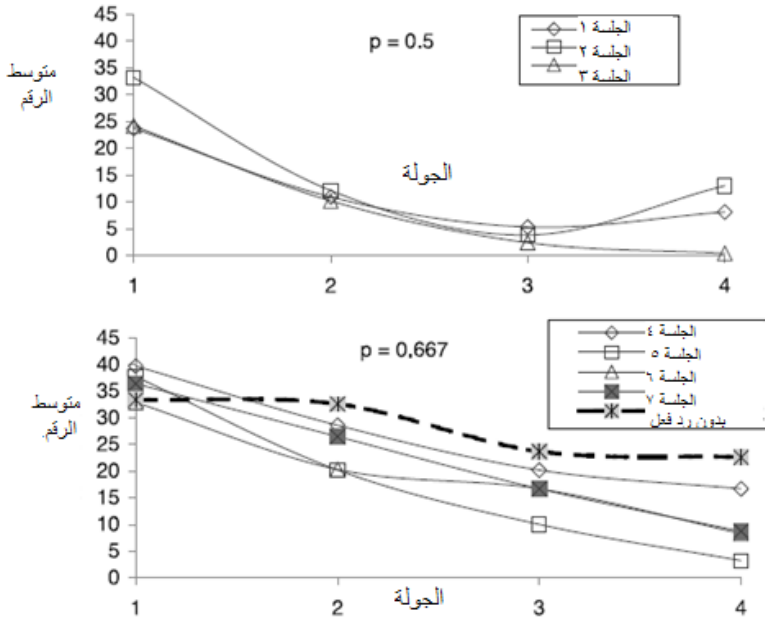 45
40
35
30
25
20
15
10
5
0
متوسط
الرقم
p = 0.5
الجلسة ١
الجلسة ٢
الجلسة ٣
الجولة
1 2 3 4
45
40
35
30
25
20
15
10
5
0
متوسط
الرقم.
p = 0.667
الجلسة ٤
الجلسة ٥
الجلسة ٦
الجلسة ٧
بدون رد فعل
الجولة
1 2 3 4